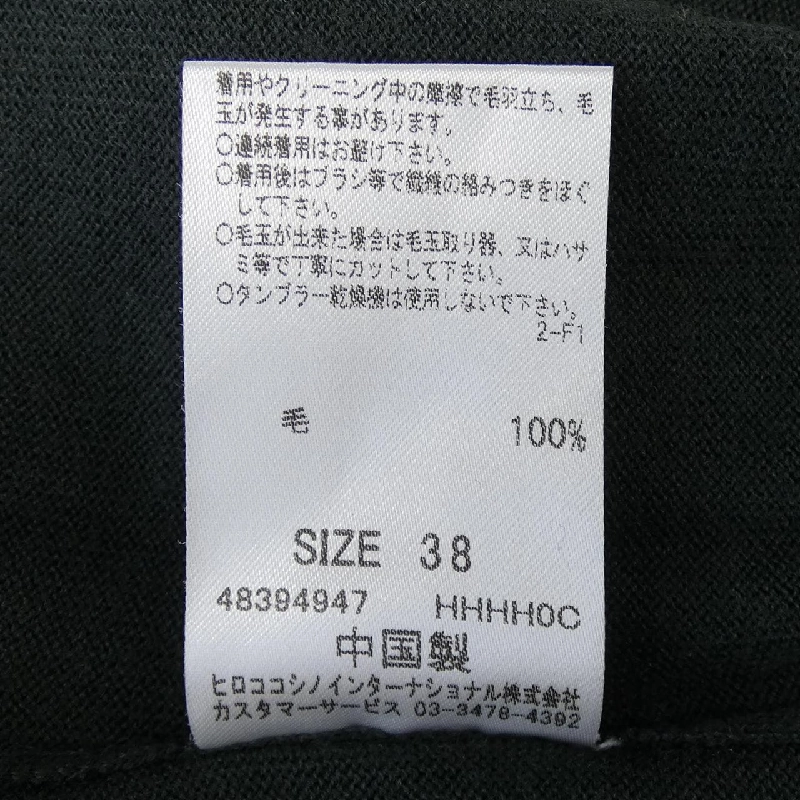 着用やクリーニング中の摩擦で毛羽立ち、毛
玉が発生する事があります。
○連続着用はお避け下さい。
○着用後はブラシ等で繊維の絡みつきをほぐ
して下さい。
○毛玉が出来た場合は毛玉取り器、又はハサ
ミ等で丁寧にカットして下さい。
○タンブラー乾燥機は使用しないで下さい。
2-F1
毛 100%
SIZE 38
48394947 HHHH0C
中国製
ヒロココシノインターナショナル株式会社
カスタマーサービス 03-3478-4392